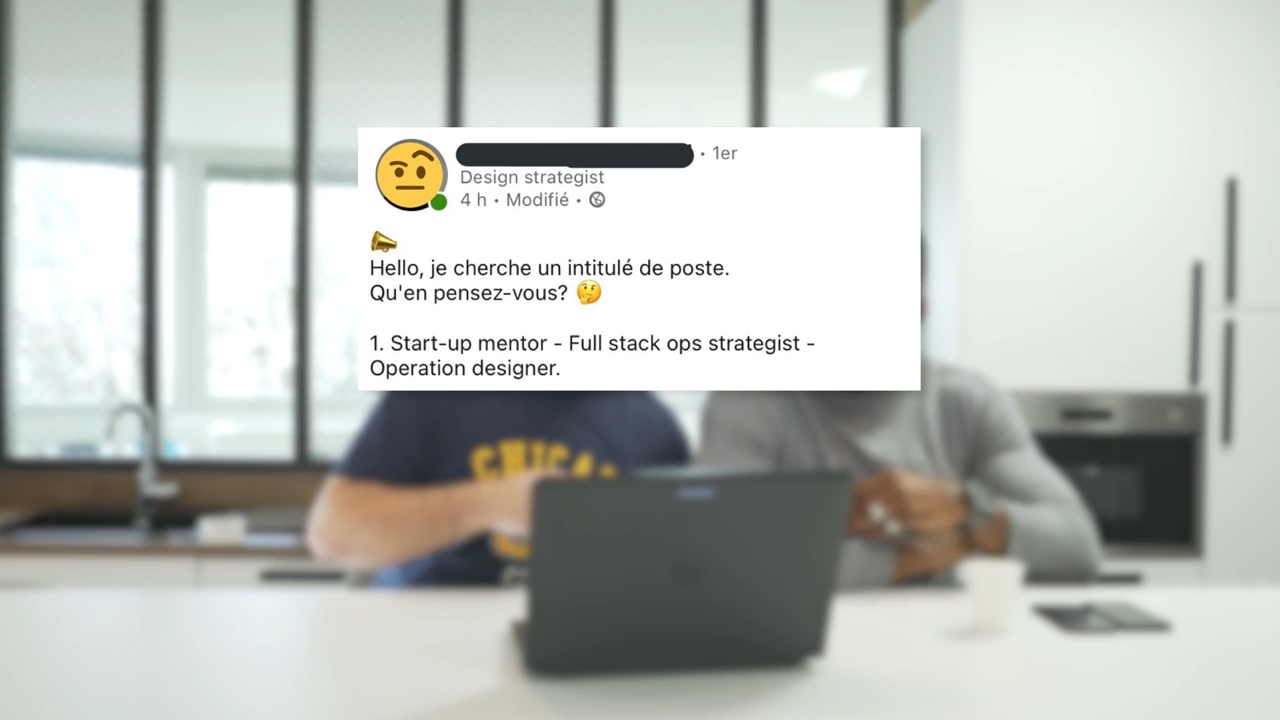 • 1er
Design strategist
4 h • Modifié •
📣
Hello, je cherche un intitulé de poste.
Qu'en pensez-vous? 🤔
1. Start-up mentor - Full stack ops strategist -
Operation designer.